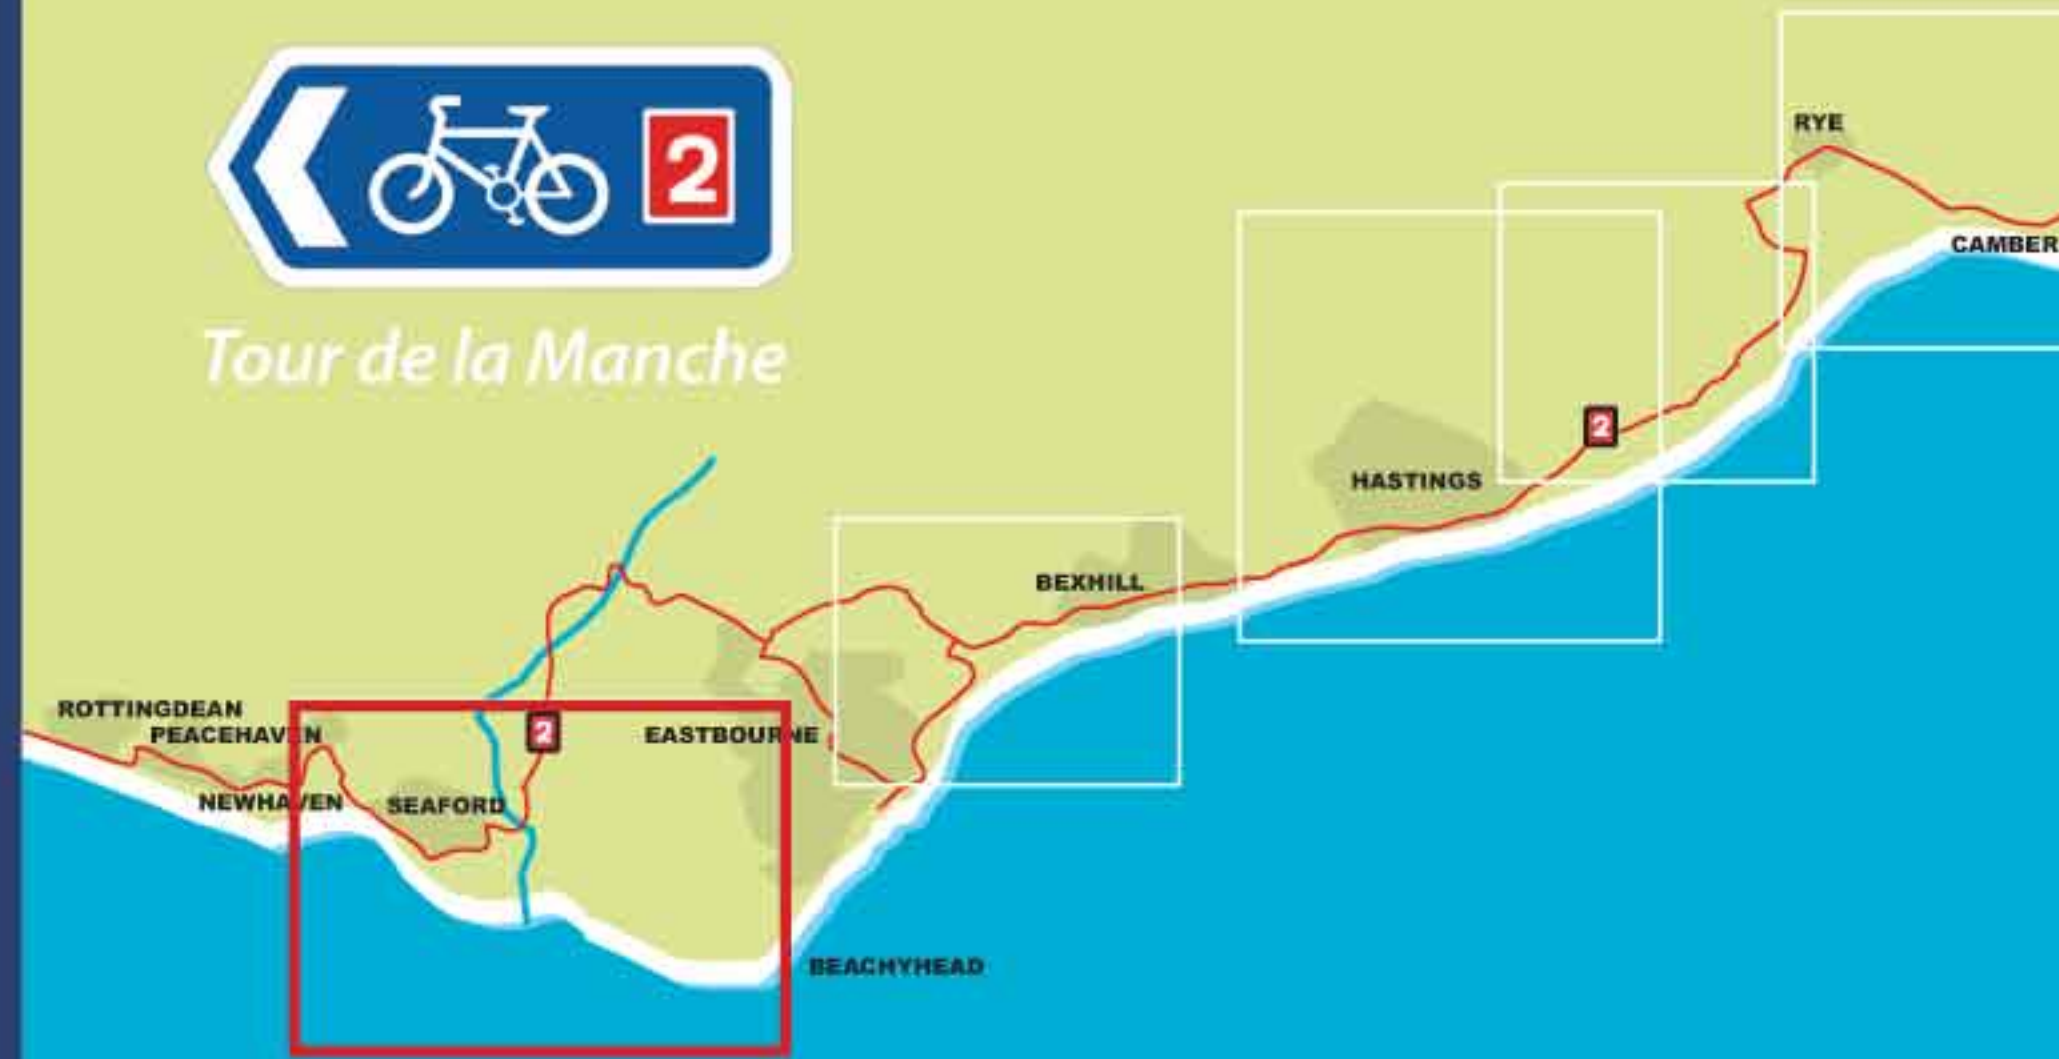 2
Tour de la Manche
RYE
CAMBER
2
HASTINGS
BEXHILL
ROTTINGDEAN
PEACEHAVEN
2
EASTBOURNE
NEWHAVEN
SEAFORD
BEACHYHEAD